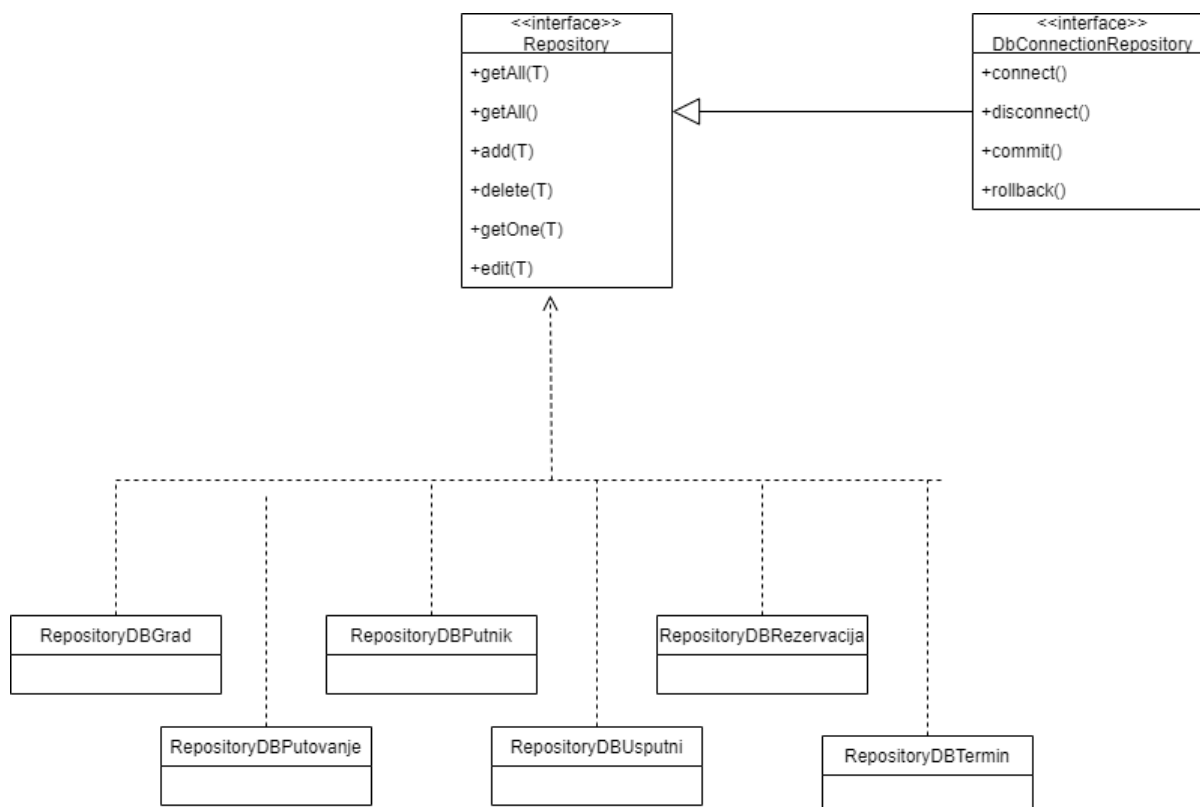 <<interface>>
Repository
+getAll(T)
+getAll()
+add(T)
+delete(T)
+getOne(T)
+edit(T)
<<interface>>
DbConnectionRepository
+connect()
+disconnect()
+commit()
+rollback()
RepositoryDBGrad
RepositoryDBPutnik
RepositoryDBRezervacija
RepositoryDBPutovanje
RepositoryDBUsputni
RepositoryDBTermin